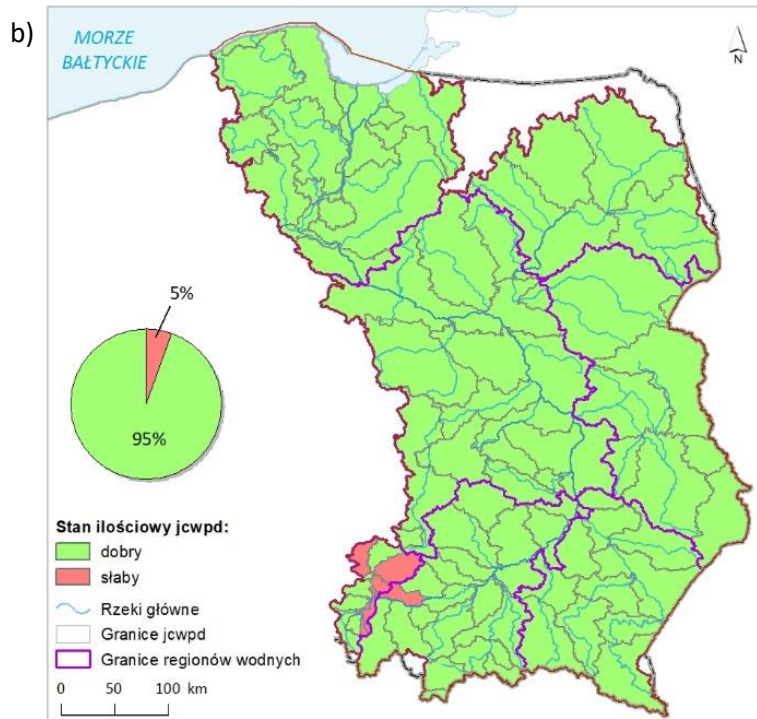 b)
MORZE
BAŁTYCKIE
N
5%
95%
Stan ilościowy jcwpd:
dobry
słaby
Rzeki główne
Granice jcwpd
Granice regionów wodnych
0 50 100 km